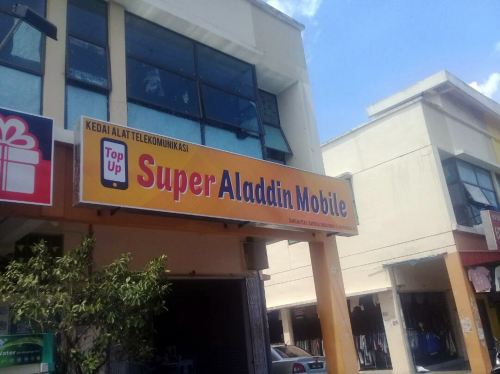 KEDAI ALAT TELEKOMUNIKASI
Top
Up
Super Aladdin Mobile